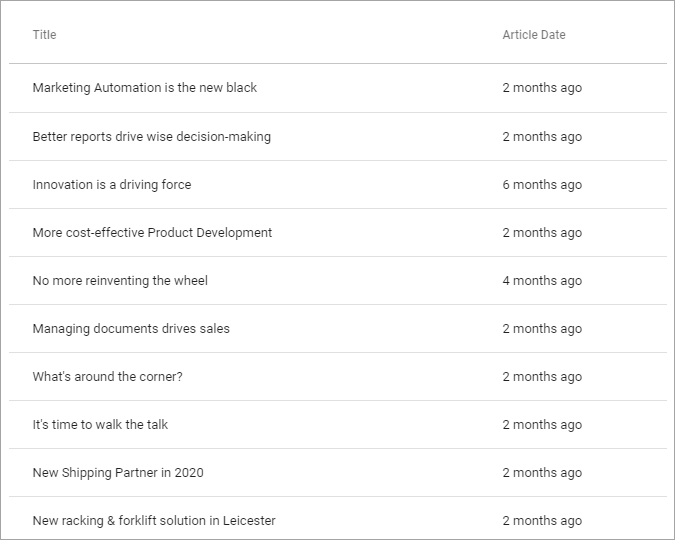 Title Article Date
Marketing Automation is the new black 2 months ago
Better reports drive wise decision-making 2 months ago
Innovation is a driving force 6 months ago
More cost-effective Product Development 2 months ago
No more reinventing the wheel 4 months ago
Managing documents drives sales 2 months ago
What's around the corner? 2 months ago
It's time to walk the talk 2 months ago
New Shipping Partner in 2020 2 months ago
New racking & forklift solution in Leicester 2 months ago